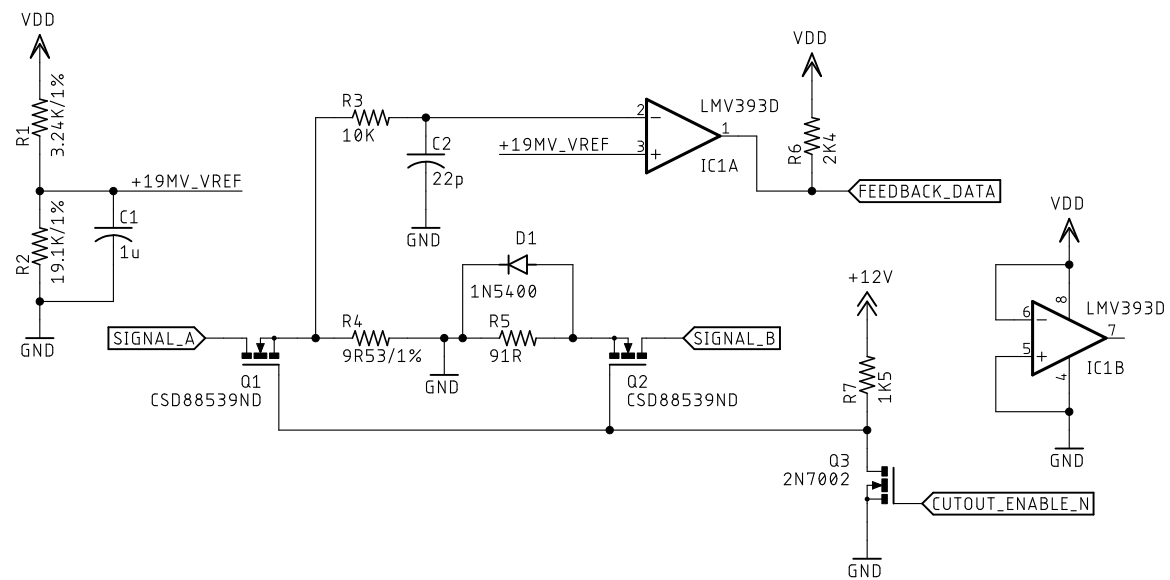 VDD
R1
3.24K/1%
+19MV_VREF
R2
19.1K/1%
C1
1u
GND
R3
10K
C2
22p
GND
+19MV_VREF
2
3
1
LMV393D
IC1A
VDD
R6
2K4
FEEDBACK_DATA
D1
1N5400
SIGNAL_A
R4
9R53/1%
GND
R5
91R
SIGNAL_B
Q1
CSD88539ND
Q2
CSD88539ND
+12V
R7
1K5
Q3
2N7002
CUTOUT_ENABLE_N
GND
VDD
8
LMV393D
6
7
5
IC1B
4
GND